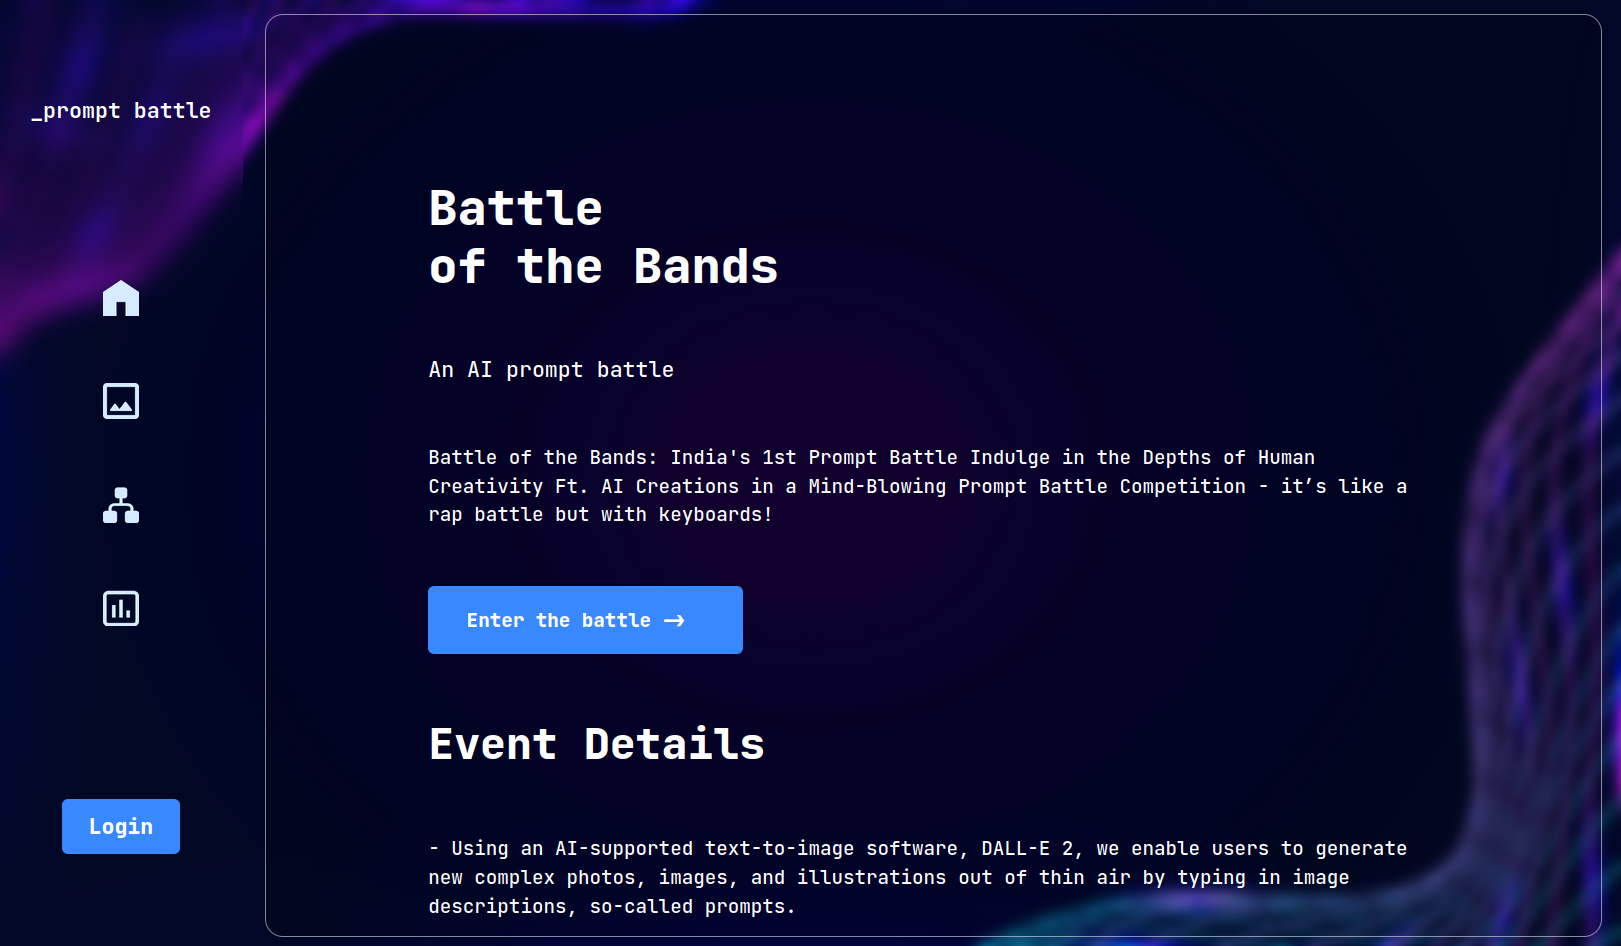 _prompt battle
Battle
of the Bands
An AI prompt battle
Battle of the Bands: India's 1st Prompt Battle Indulge in the Depths of Human
Creativity Ft. AI Creations in a Mind-Blowing Prompt Battle Competition - it’s like a
rap battle but with keyboards!
Enter the battle →
Event Details
- Using an AI-supported text-to-image software, DALL-E 2, we enable users to generate
new complex photos, images, and illustrations out of thin air by typing in image
descriptions, so-called prompts.
Login